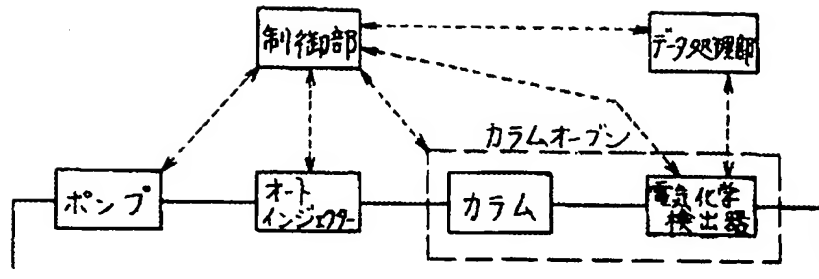 制御部
データ処理部
カラムオーブン
ポンプ
オート
インジェクター
カラム
電気化学
検出器